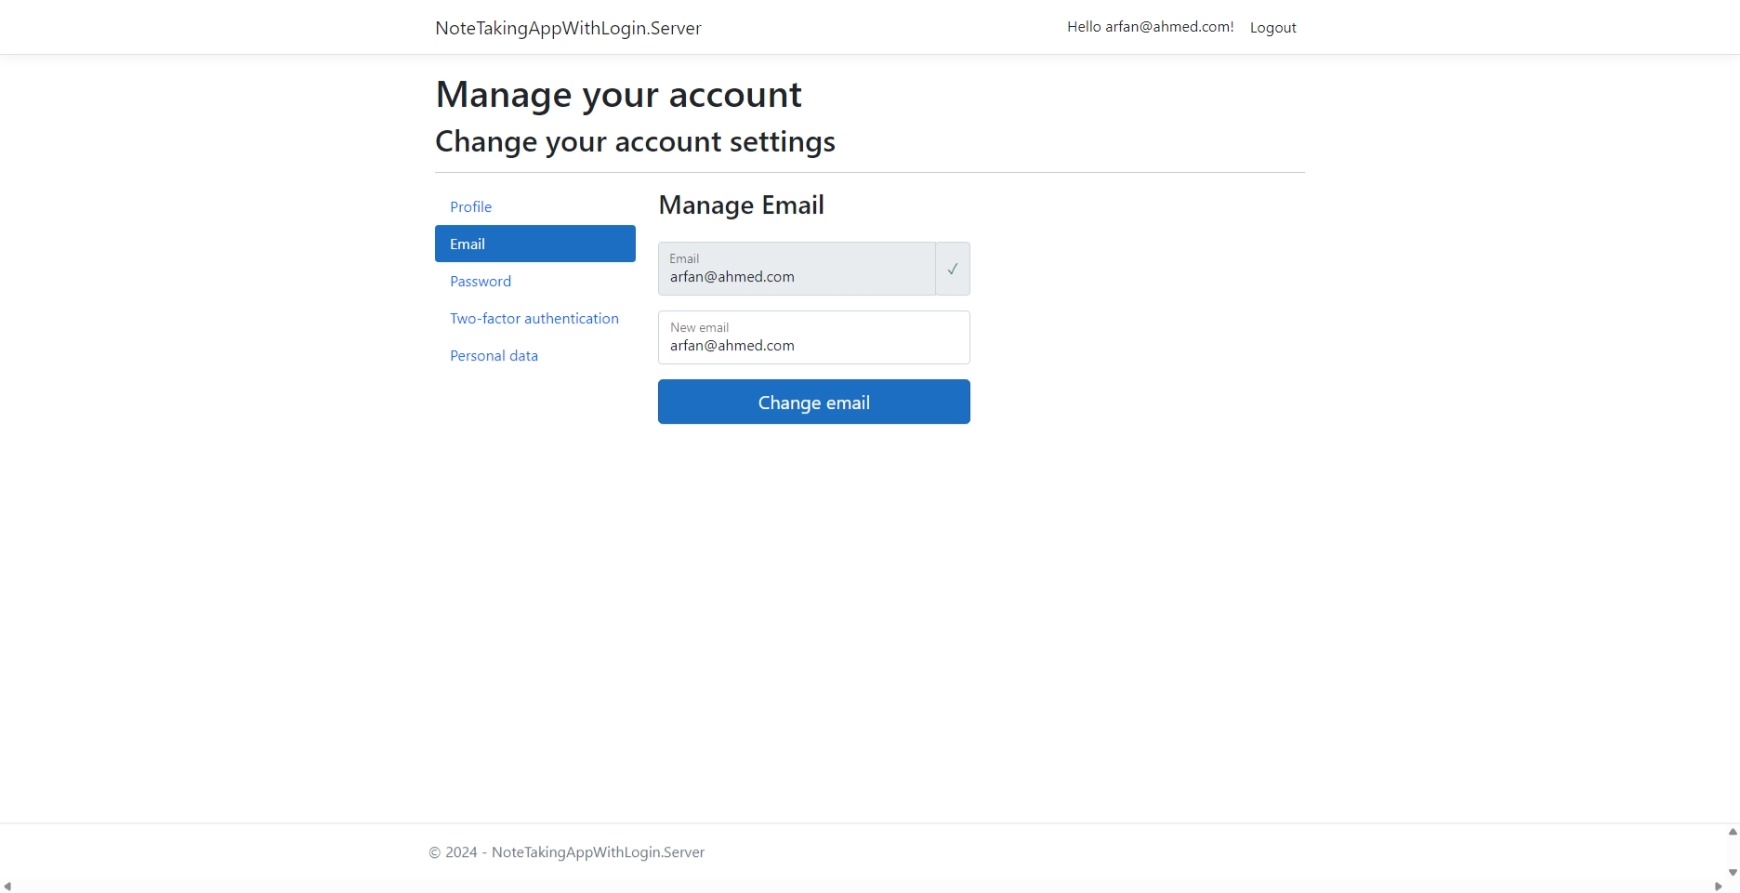 NoteTakingAppWithLogin.Server
Hello arfan@ahmed.com!
Logout
Manage your account
Change your account settings
Profile
Email
Password
Two-factor authentication
Personal data
Manage Email
Email
arfan@ahmed.com
✓
New email
arfan@ahmed.com
Change email
© 2024 - NoteTakingAppWithLogin.Server